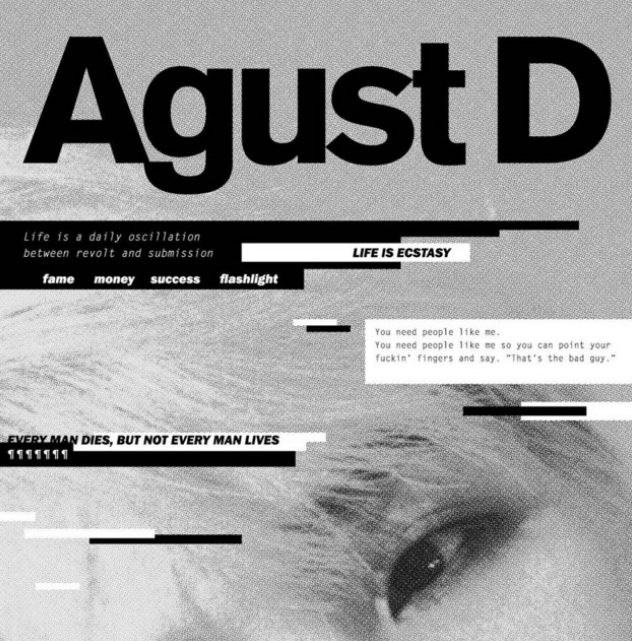 Agust D
Life is a daily oscillation
between revolt and submission
LIFE IS ECSTASY
fame money success flashlight
You need people like me.
You need people like me so you can point your
fuckin' fingers and say. "That's the bad guy."
EVERY MAN DIES, BUT NOT EVERY MAN LIVES
¶¶¶¶¶¶¶